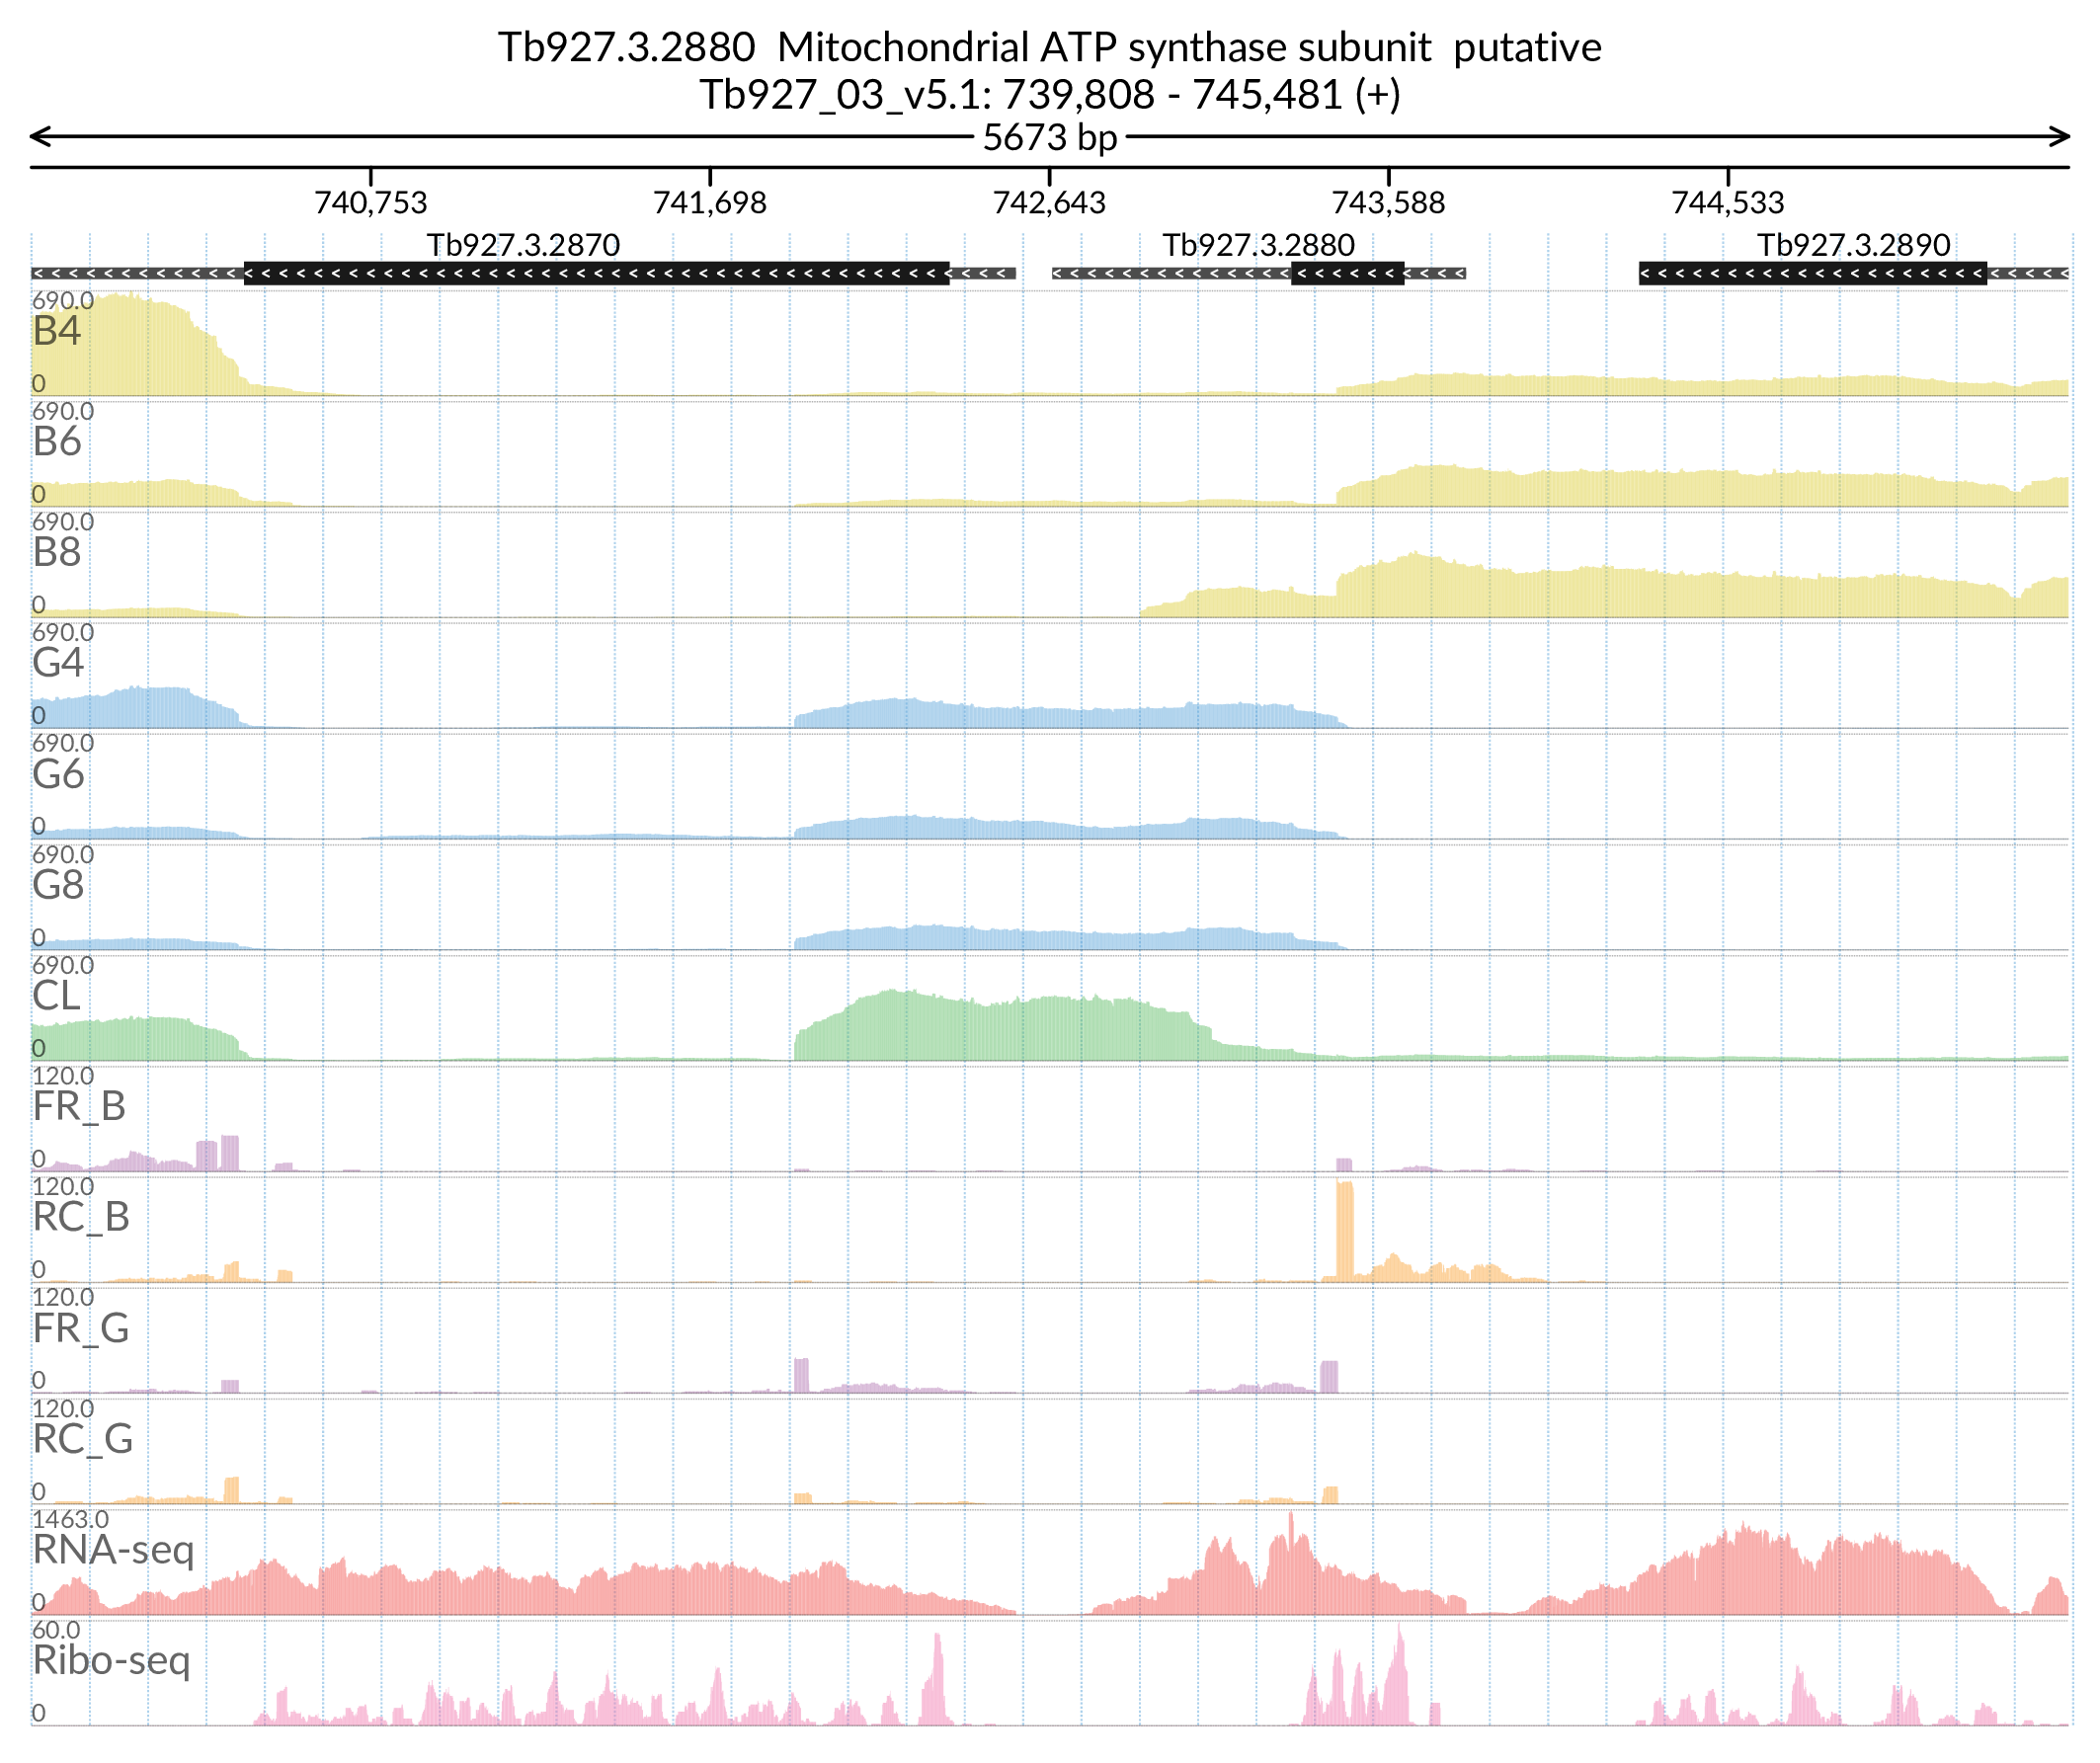 Tb927.3.2880  Mitochondrial ATP synthase subunit  putative
Tb927_03_v5.1: 739,808 - 745,481 (+)
5673 bp
740,753 741,698 742,643 743,588 744,533
Tb927.3.2870 Tb927.3.2880 Tb927.3.2890
690.0
B4
0
690.0
B6
0
690.0
B8
0
690.0
G4
0
690.0
G6
0
690.0
G8
0
690.0
CL
0
120.0
FR_B
0
120.0
RC_B
0
120.0
FR_G
0
120.0
RC_G
0
1463.0
RNA-seq
0
60.0
Ribo-seq
0